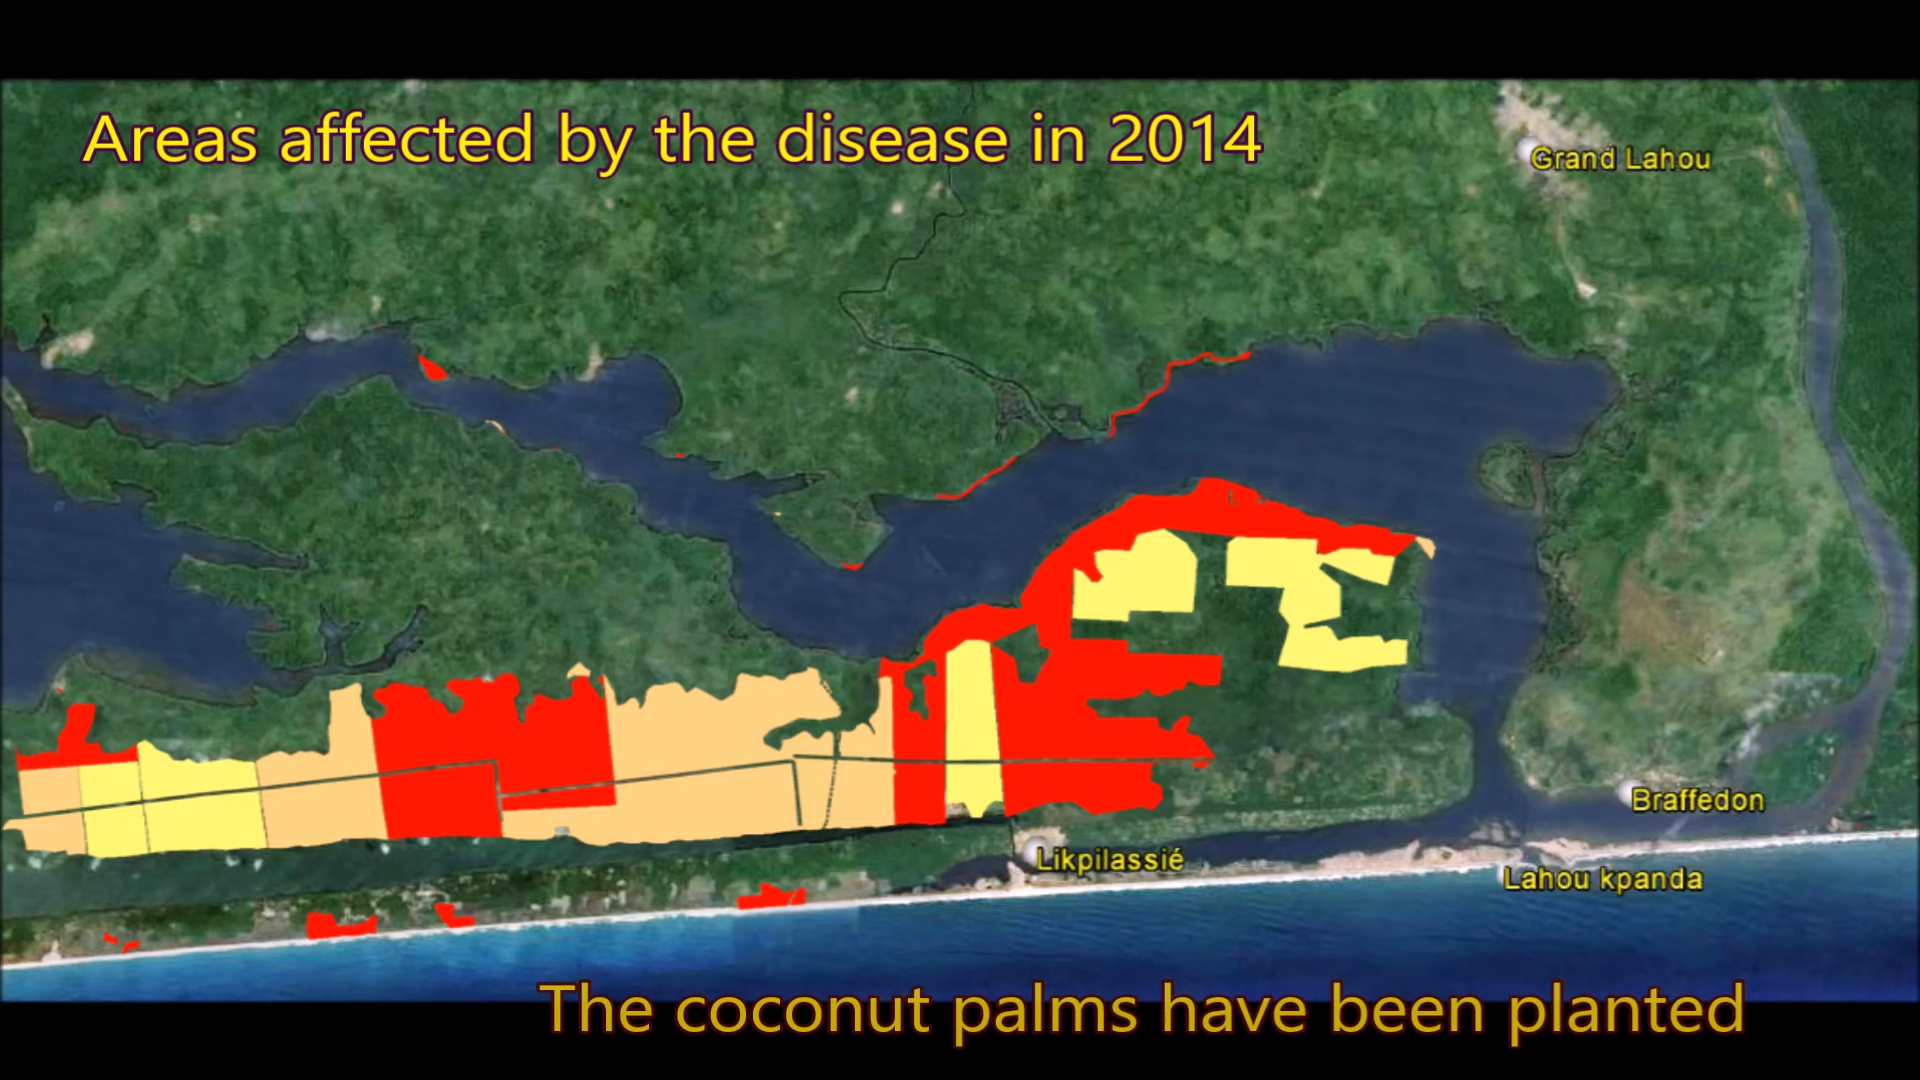 Areas affected by the disease in 2014
Grand Lahou
Braffedon
Likpilassié
Lahou kpanda
The coconut palms have been planted